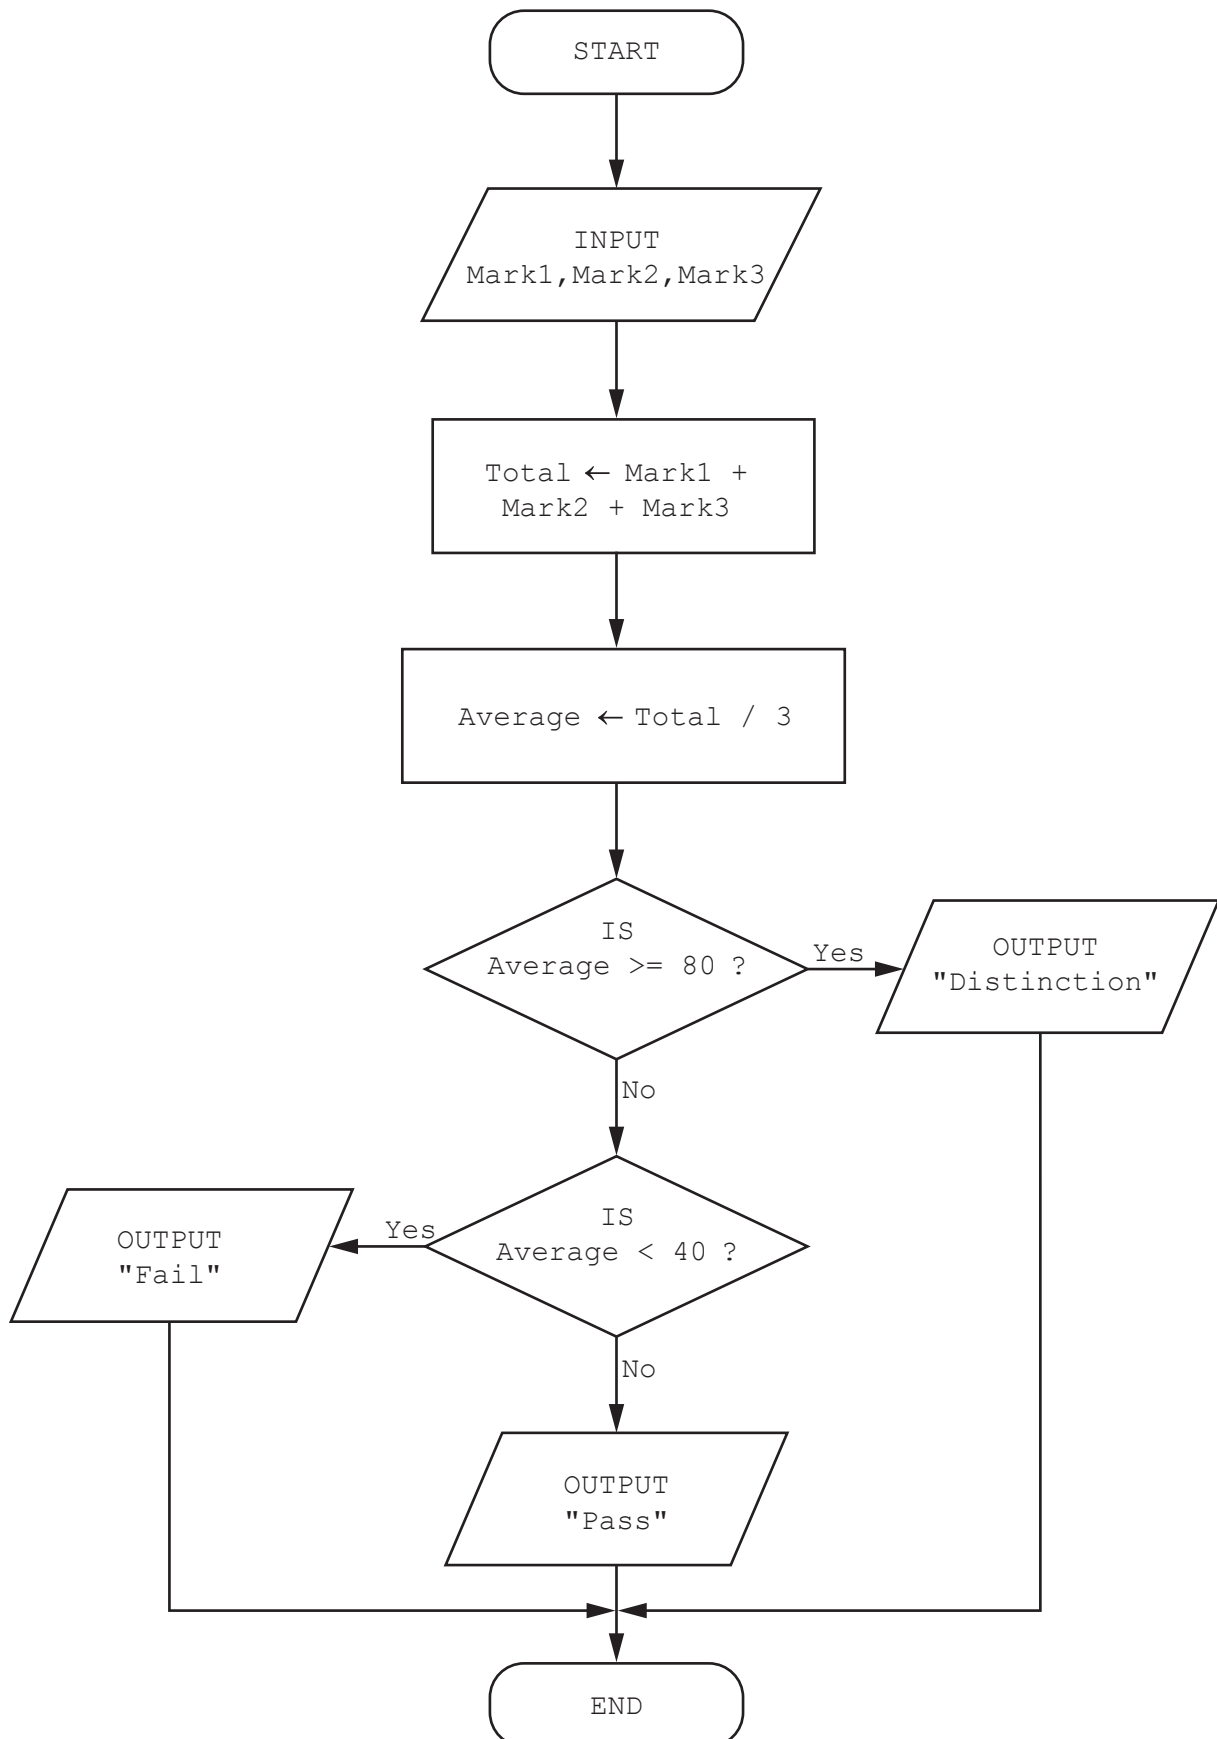 START
INPUT
Mark1,Mark2,Mark3
Total ← Mark1 +
Mark2 + Mark3
Average ← Total / 3
IS
Average >= 80 ?
Yes
OUTPUT
"Distinction"
No
IS
Average < 40 ?
Yes
OUTPUT
"Fail"
No
OUTPUT
"Pass"
END